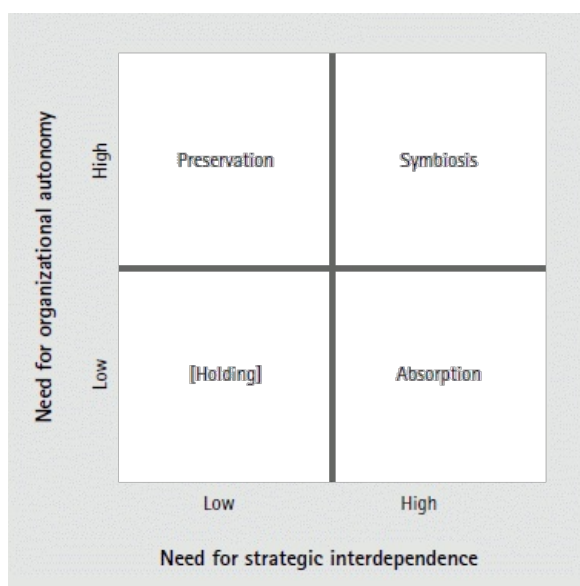 Need for organizational autonomy
High
Preservation
Symbiosis
Low
[Holding]
Absorption
Low
High
Need for strategic interdependence